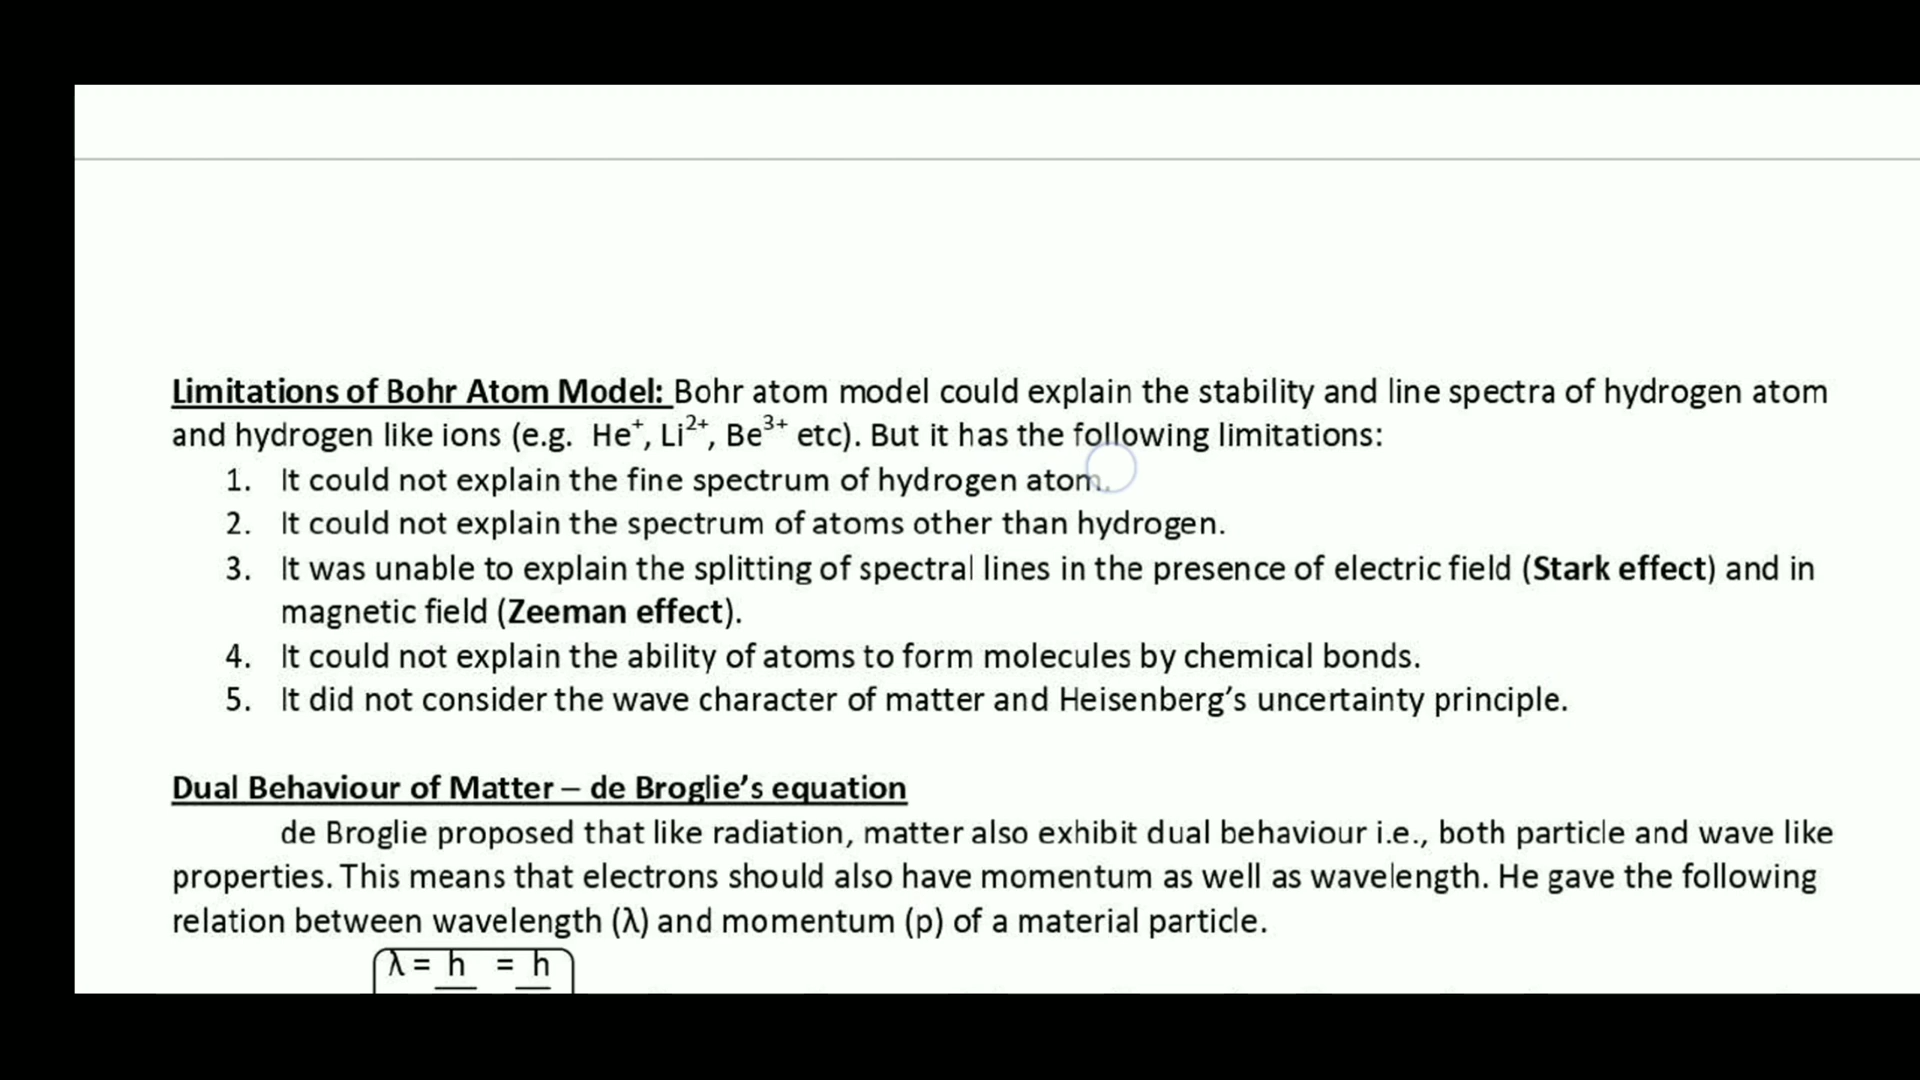 Limitations of Bohr Atom Model: Bohr atom model could explain the stability and line spectra of hydrogen atom
and hydrogen like ions (e.g. He⁺, Li²⁺, Be³⁺ etc). But it has the following limitations:
1. It could not explain the fine spectrum of hydrogen atom.
2. It could not explain the spectrum of atoms other than hydrogen.
3. It was unable to explain the splitting of spectral lines in the presence of electric field (Stark effect) and in
magnetic field (Zeeman effect).
4. It could not explain the ability of atoms to form molecules by chemical bonds.
5. It did not consider the wave character of matter and Heisenberg’s uncertainty principle.
Dual Behaviour of Matter – de Broglie’s equation
de Broglie proposed that like radiation, matter also exhibit dual behaviour i.e., both particle and wave like
properties. This means that electrons should also have momentum as well as wavelength. He gave the following
relation between wavelength (λ) and momentum (p) of a material particle.
λ = h = h